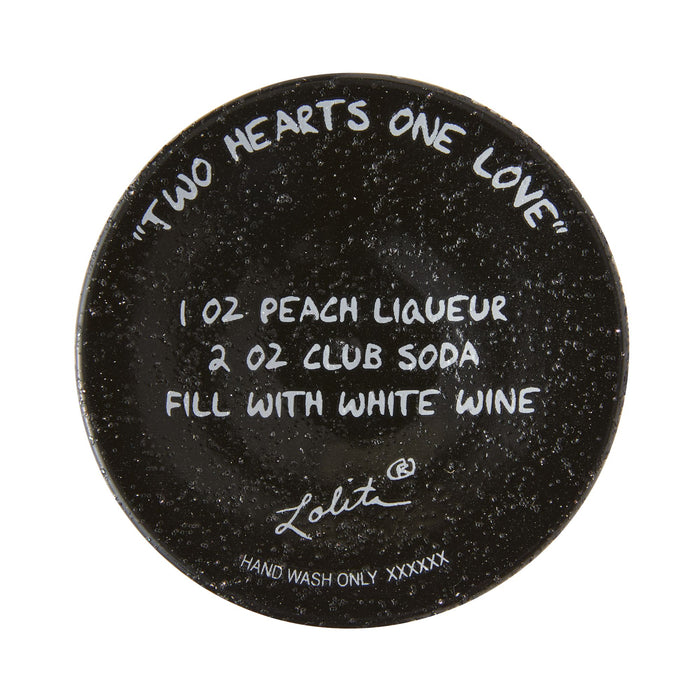 "TWO HEARTS ONE LOVE"
1 OZ PEACH LIQUEUR
2 OZ CLUB SODA
FILL WITH WHITE WINE
Lolita ®
HAND WASH ONLY XXXXXX